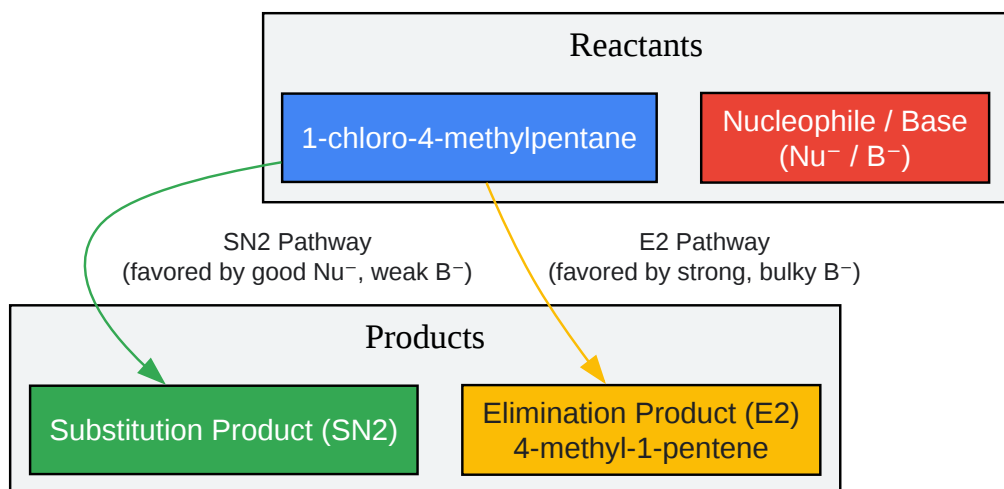 Reactants
1-chloro-4-methylpentane
Nucleophile / Base
(Nu⁻ / B⁻)
SN2 Pathway
(favored by good Nu⁻, weak B⁻)
E2 Pathway
(favored by strong, bulky B⁻)
Products
Substitution Product (SN2)
Elimination Product (E2)
4-methyl-1-pentene